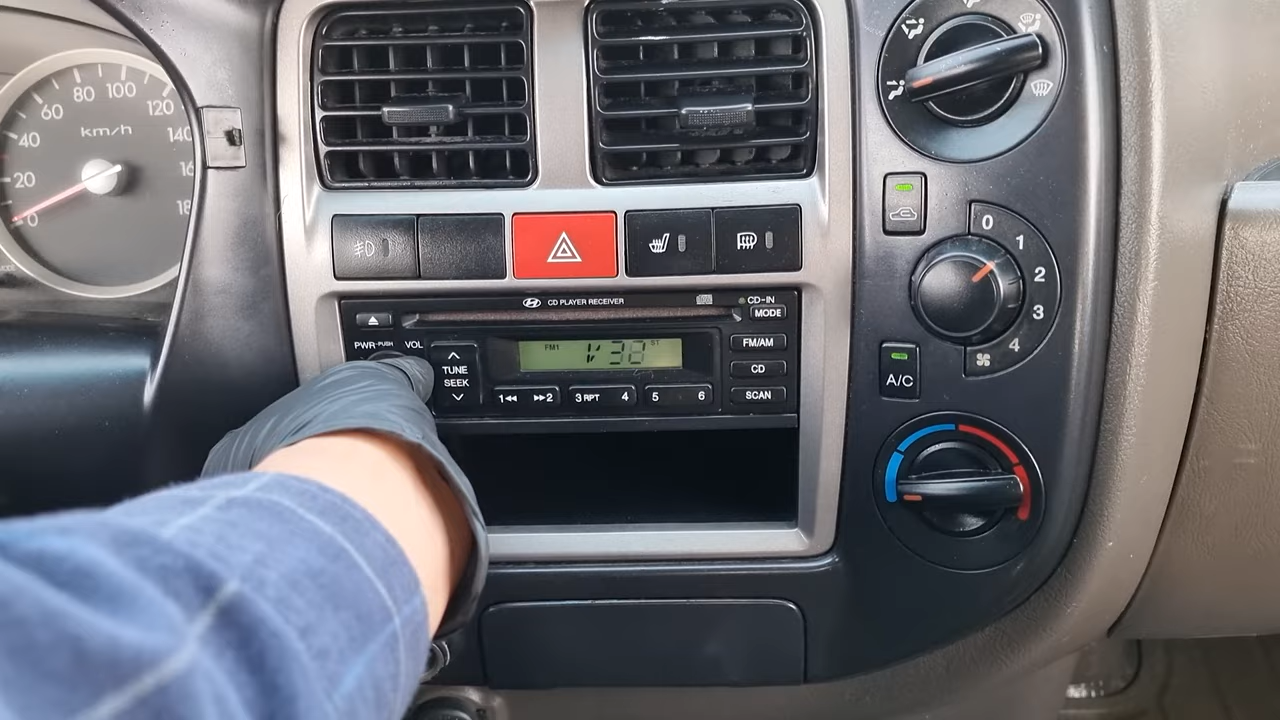 0
20
40
60
80
100
120
140
km/h
CD PLAYER RECEIVER
CD-IN
MODE
PWR-PUSH
VOL
TUNE
SEEK
FM1
V 38
ST
FM/AM
CD
SCAN
1◀◀ ▶▶2
3 RPT 4
5 6
0
1
2
3
4
A/C